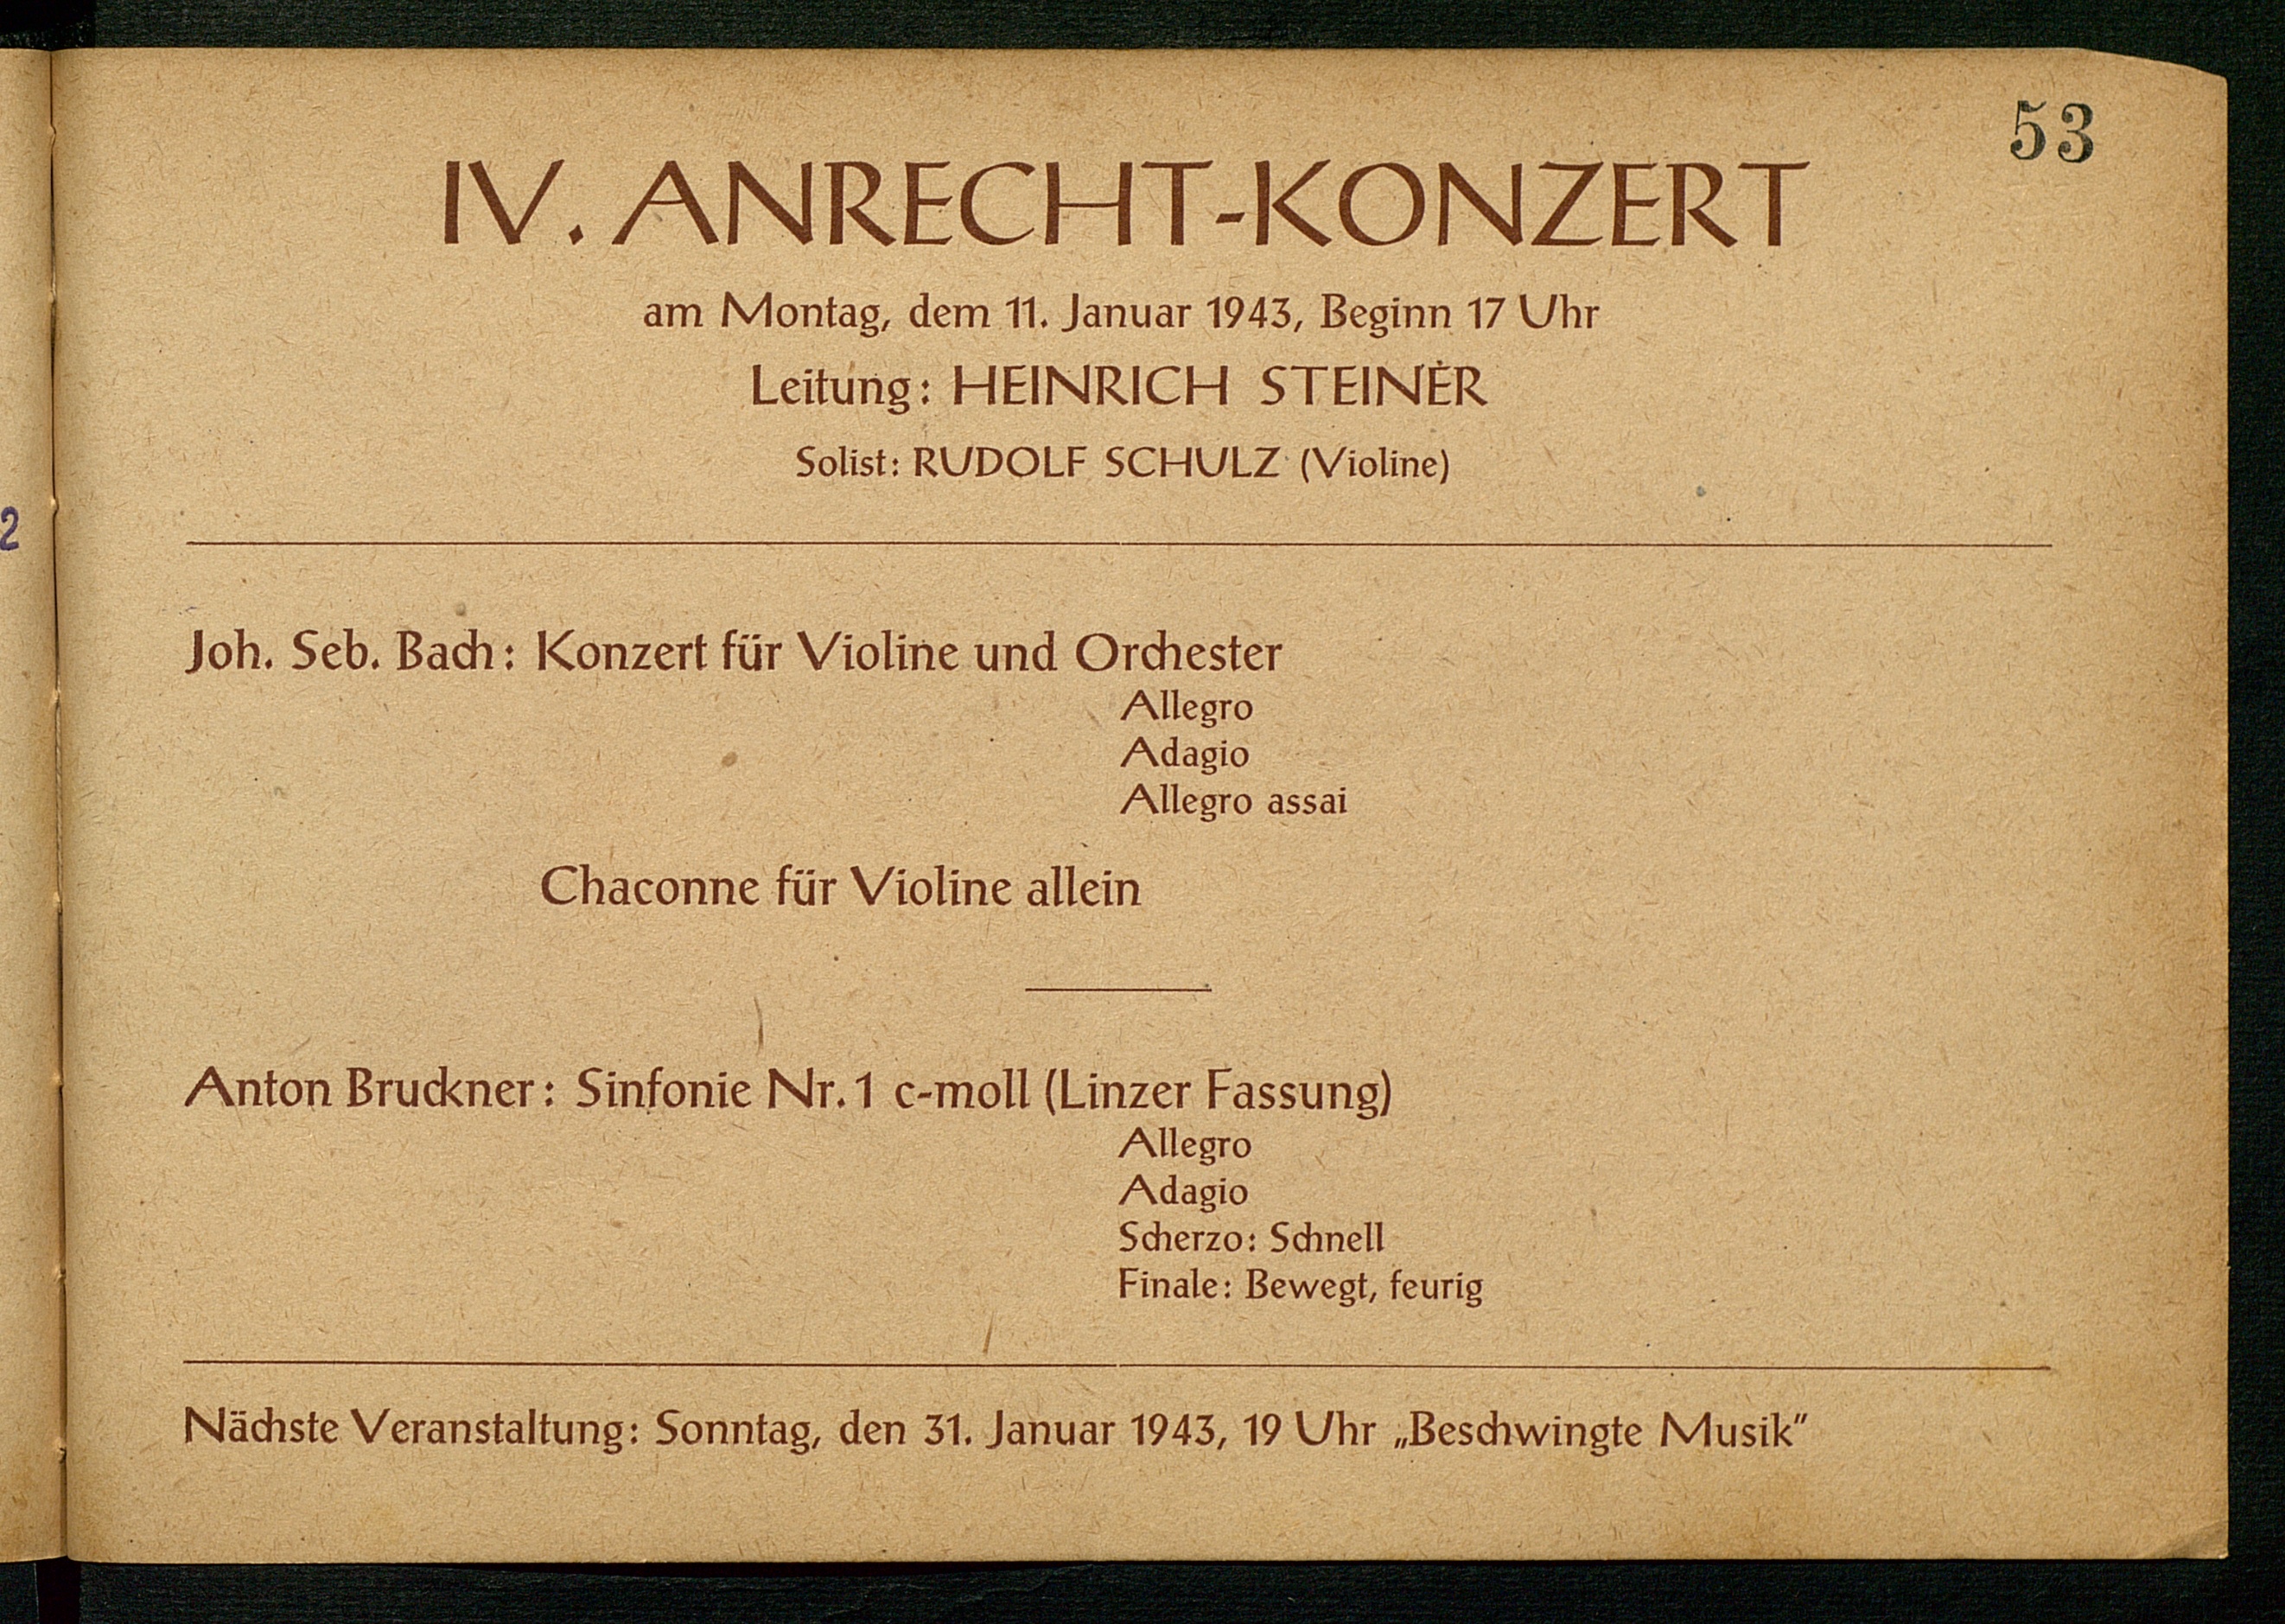 53
IV. ANRECHT-KONZERT
am Montag, dem 11. Januar 1943, Beginn 17 Uhr
Leitung: HEINRICH STEINER
Solist: RUDOLF SCHULZ (Violine)
2
Joh. Seb. Bach: Konzert für Violine und Orchester
Allegro
Adagio
Allegro assai
Chaconne für Violine allein
Anton Bruckner: Sinfonie Nr. 1 c-moll (Linzer Fassung)
Allegro
Adagio
Scherzo: Schnell
Finale: Bewegt, feurig
Nächste Veranstaltung: Sonntag, den 31. Januar 1943, 19 Uhr „Beschwingte Musik"